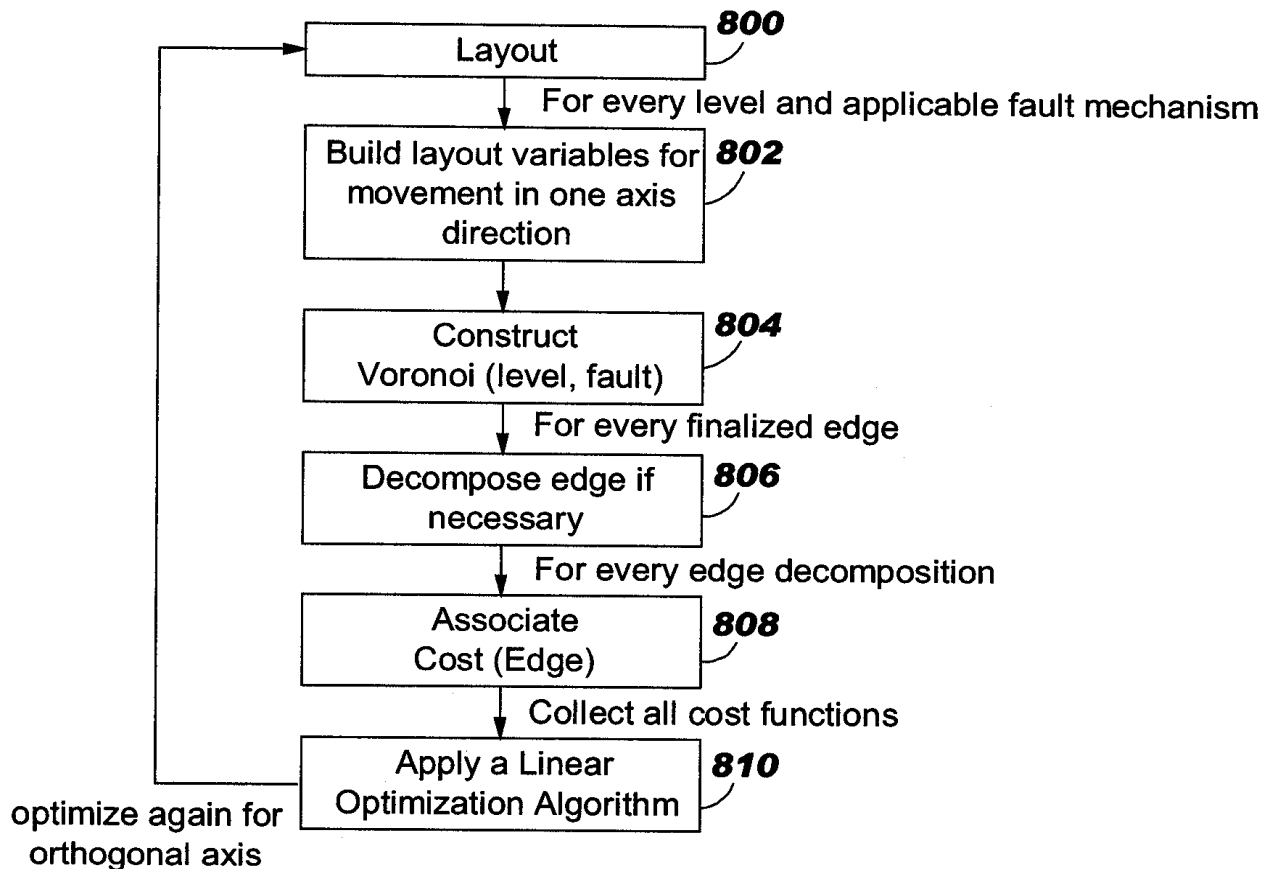 800
Layout
For every level and applicable fault mechanism
Build layout variables for
movement in one axis
direction
802
Construct
Voronoi (level, fault)
804
For every finalized edge
Decompose edge if
necessary
806
For every edge decomposition
Associate
Cost (Edge)
808
Collect all cost functions
Apply a Linear
Optimization Algorithm
810
optimize again for
orthogonal axis